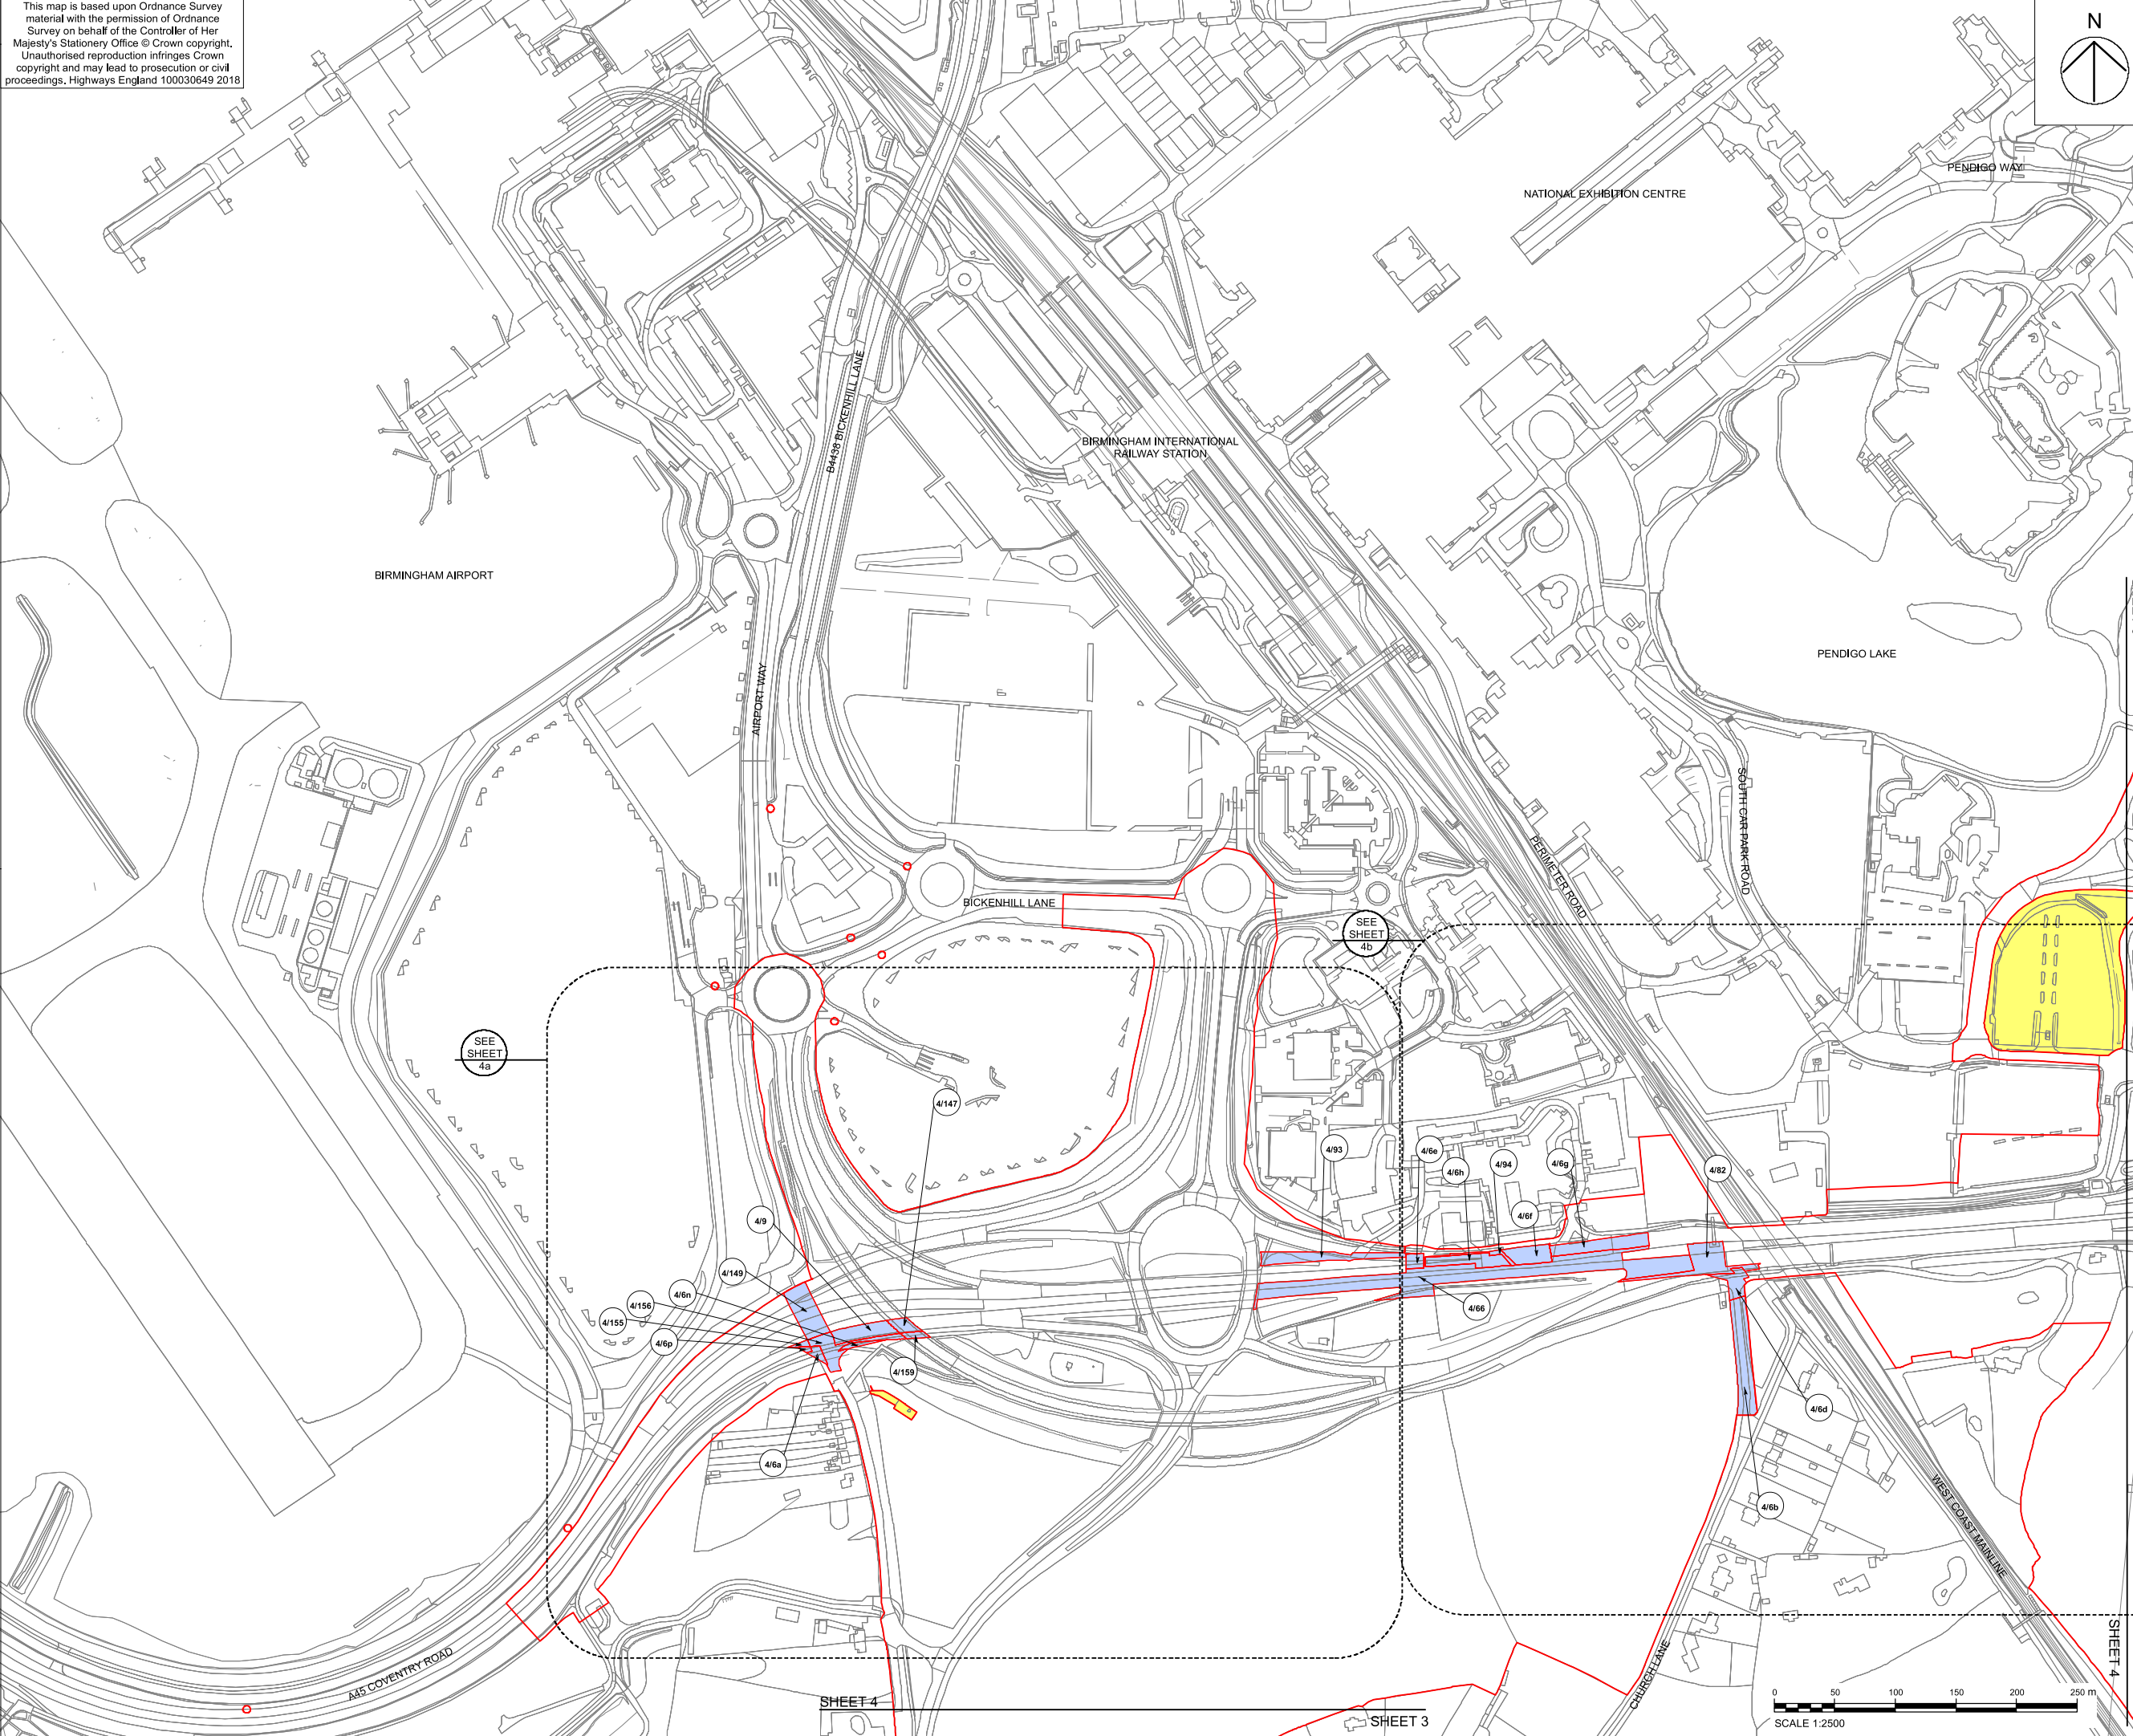 This map is based upon Ordnance Survey
material with the permission of Ordnance
Survey on behalf of the Controller of Her
Majesty's Stationery Office © Crown copyright.
Unauthorised reproduction infringes Crown
copyright and may lead to prosecution or civil
proceedings. Highways England 100030649 2018
N
PENDIGO WAY
NATIONAL EXHIBITION CENTRE
B4438 BICKENHILL LANE
BIRMINGHAM INTERNATIONAL
RAILWAY STATION
BIRMINGHAM AIRPORT
PENDIGO LAKE
AIRPORT WAY
SOUTH CAR PARK ROAD
PERIMETER ROAD
BICKENHILL LANE
SEE
SHEET
4b
SEE
SHEET
4a
4/147
4/93
4/6e
4/6h
4/94
4/6g
4/82
4/9
4/6f
4/149
4/6n
4/156
4/155
4/6p
4/66
4/159
4/6d
4/6a
4/6b
WEST COAST MAINLINE
A45 COVENTRY ROAD
CHURCH LANE
SHEET 4
SHEET 4
SHEET 3
0 50 100 150 200 250 m
SCALE 1:2500